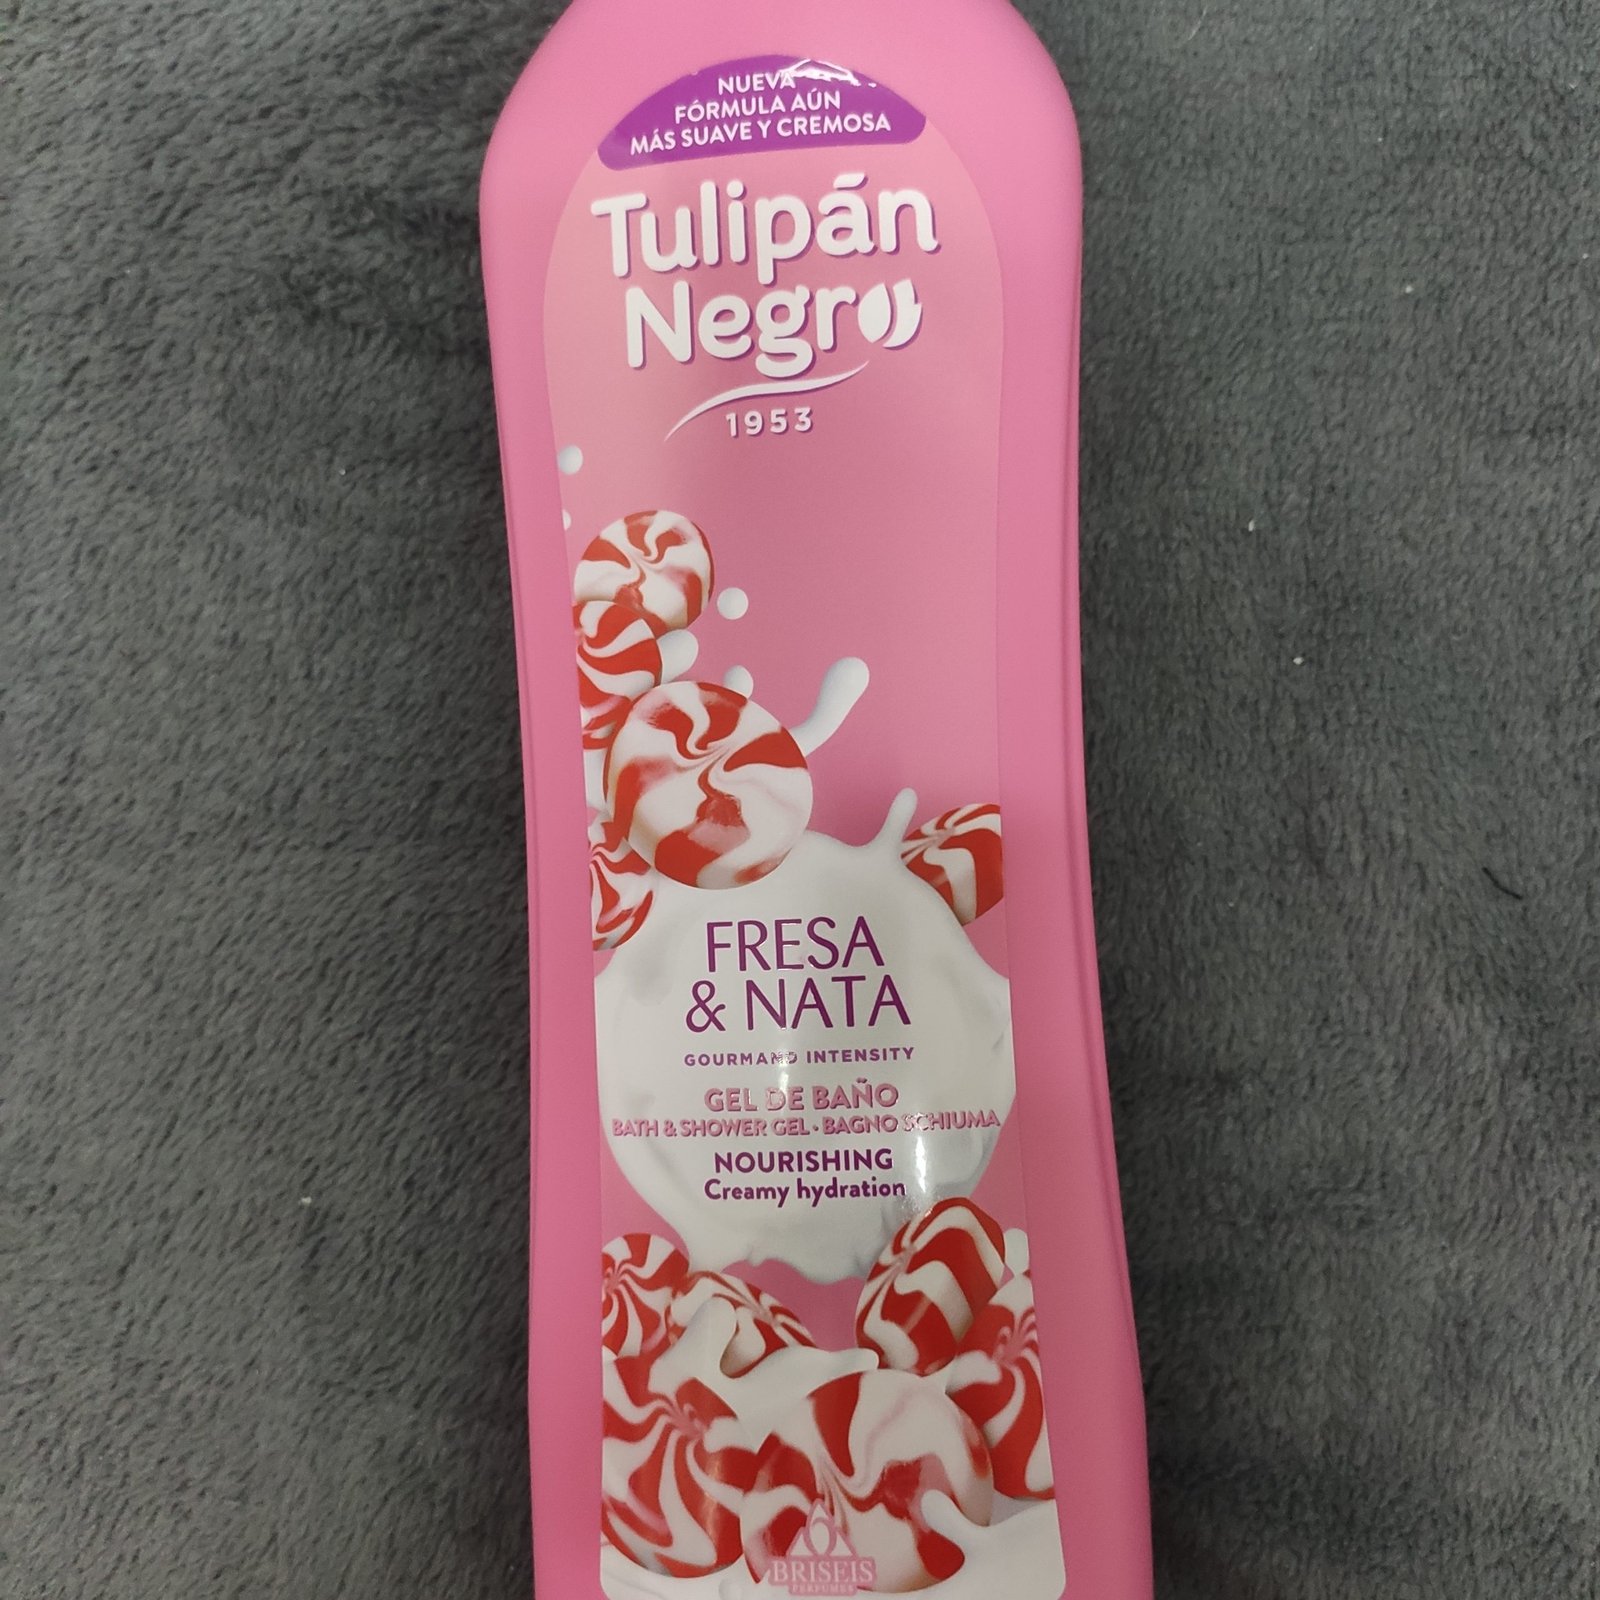 NUEVA
FÓRMULA AÚN
MÁS SUAVE Y CREMOSA
Tulipán
Negro
1953
FRESA
& NATA
GOURMAND INTENSITY
GEL DE BAÑO
BATH & SHOWER GEL · BAGNO SCHIUMA
NOURISHING
Creamy hydration
BRISEIS
PERFUMES